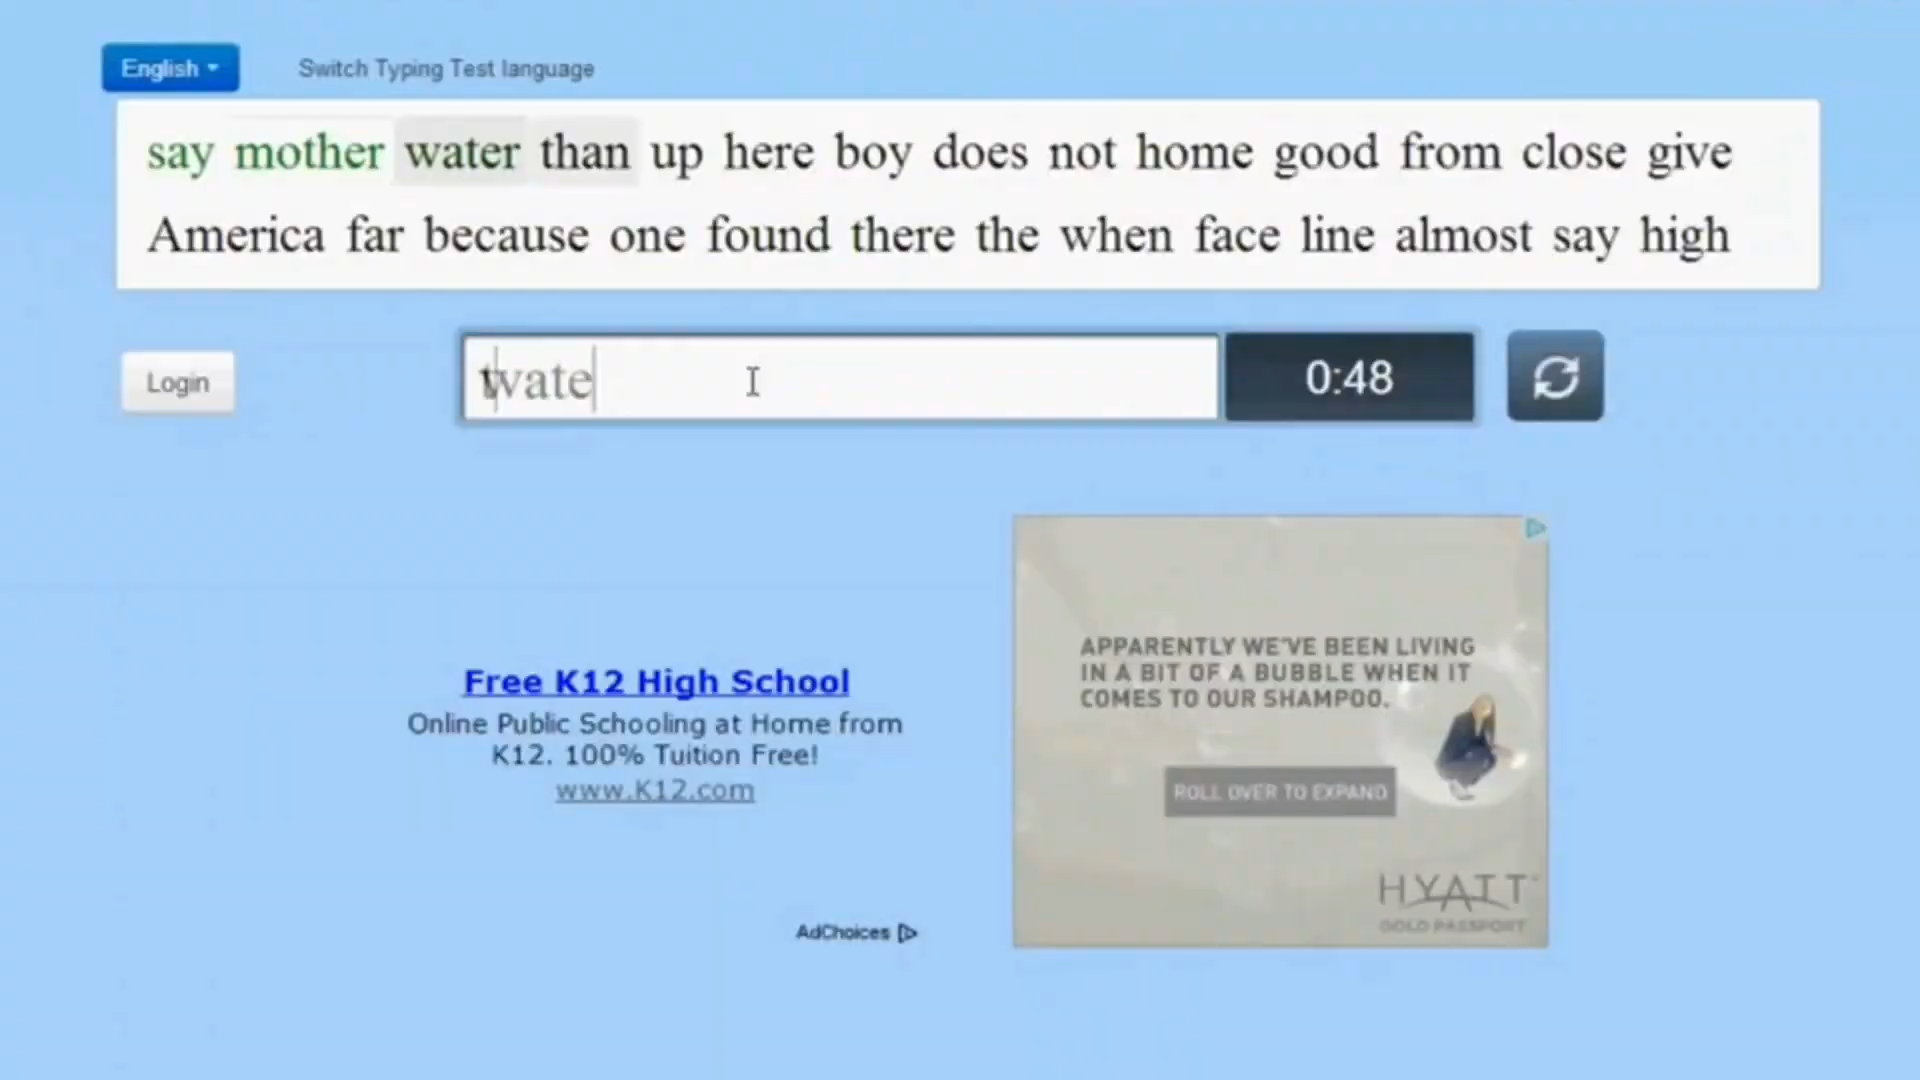 English
Switch Typing Test language
say mother water than up here boy does not home good from close give
America far because one found there the when face line almost say high
Login
wate
0:48
Free K12 High School
Online Public Schooling at Home from
K12. 100% Tuition Free!
www.K12.com
AdChoices
APPARENTLY WE'VE BEEN LIVING
IN A BIT OF A BUBBLE WHEN IT
COMES TO OUR SHAMPOO.
ROLL OVER TO EXPAND
HYATT
GOLD PASSPORT